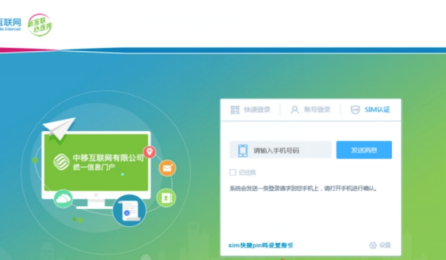 互联网
快速登录
账号登录
SIM认证
中移互联网有限公司
统一信息门户
请输入手机号码
发送消息
记住我
系统会发送一条登录请求到您手机上，请打开手机进行确认。
sim快捷pin码设置指引
设置